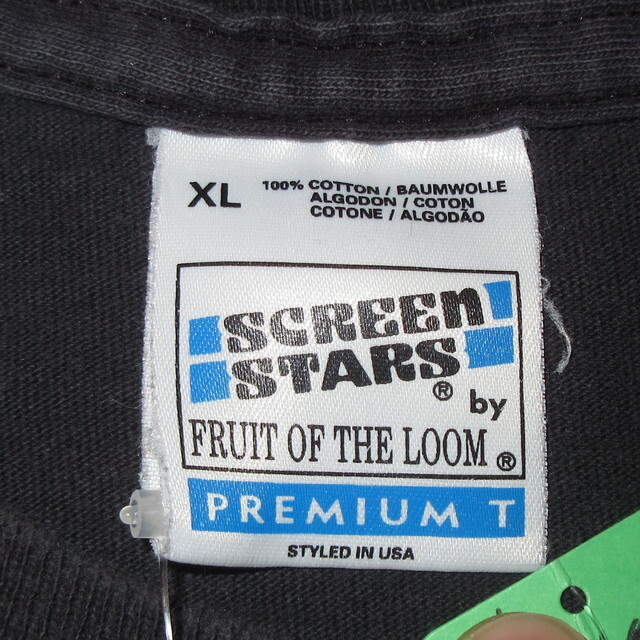 XL
100% COTTON / BAUMWOLLE
ALGODON / COTON
COTONE / ALGODÃO
SCREEN
STARS®
by
FRUIT OF THE LOOM®
PREMIUM T
STYLED IN USA